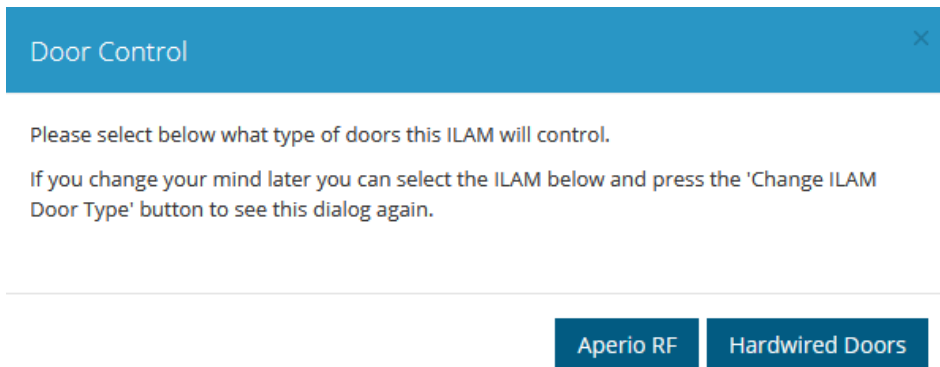 Door Control
Please select below what type of doors this ILAM will control.
If you change your mind later you can select the ILAM below and press the 'Change ILAM
Door Type' button to see this dialog again.
Aperio RF
Hardwired Doors